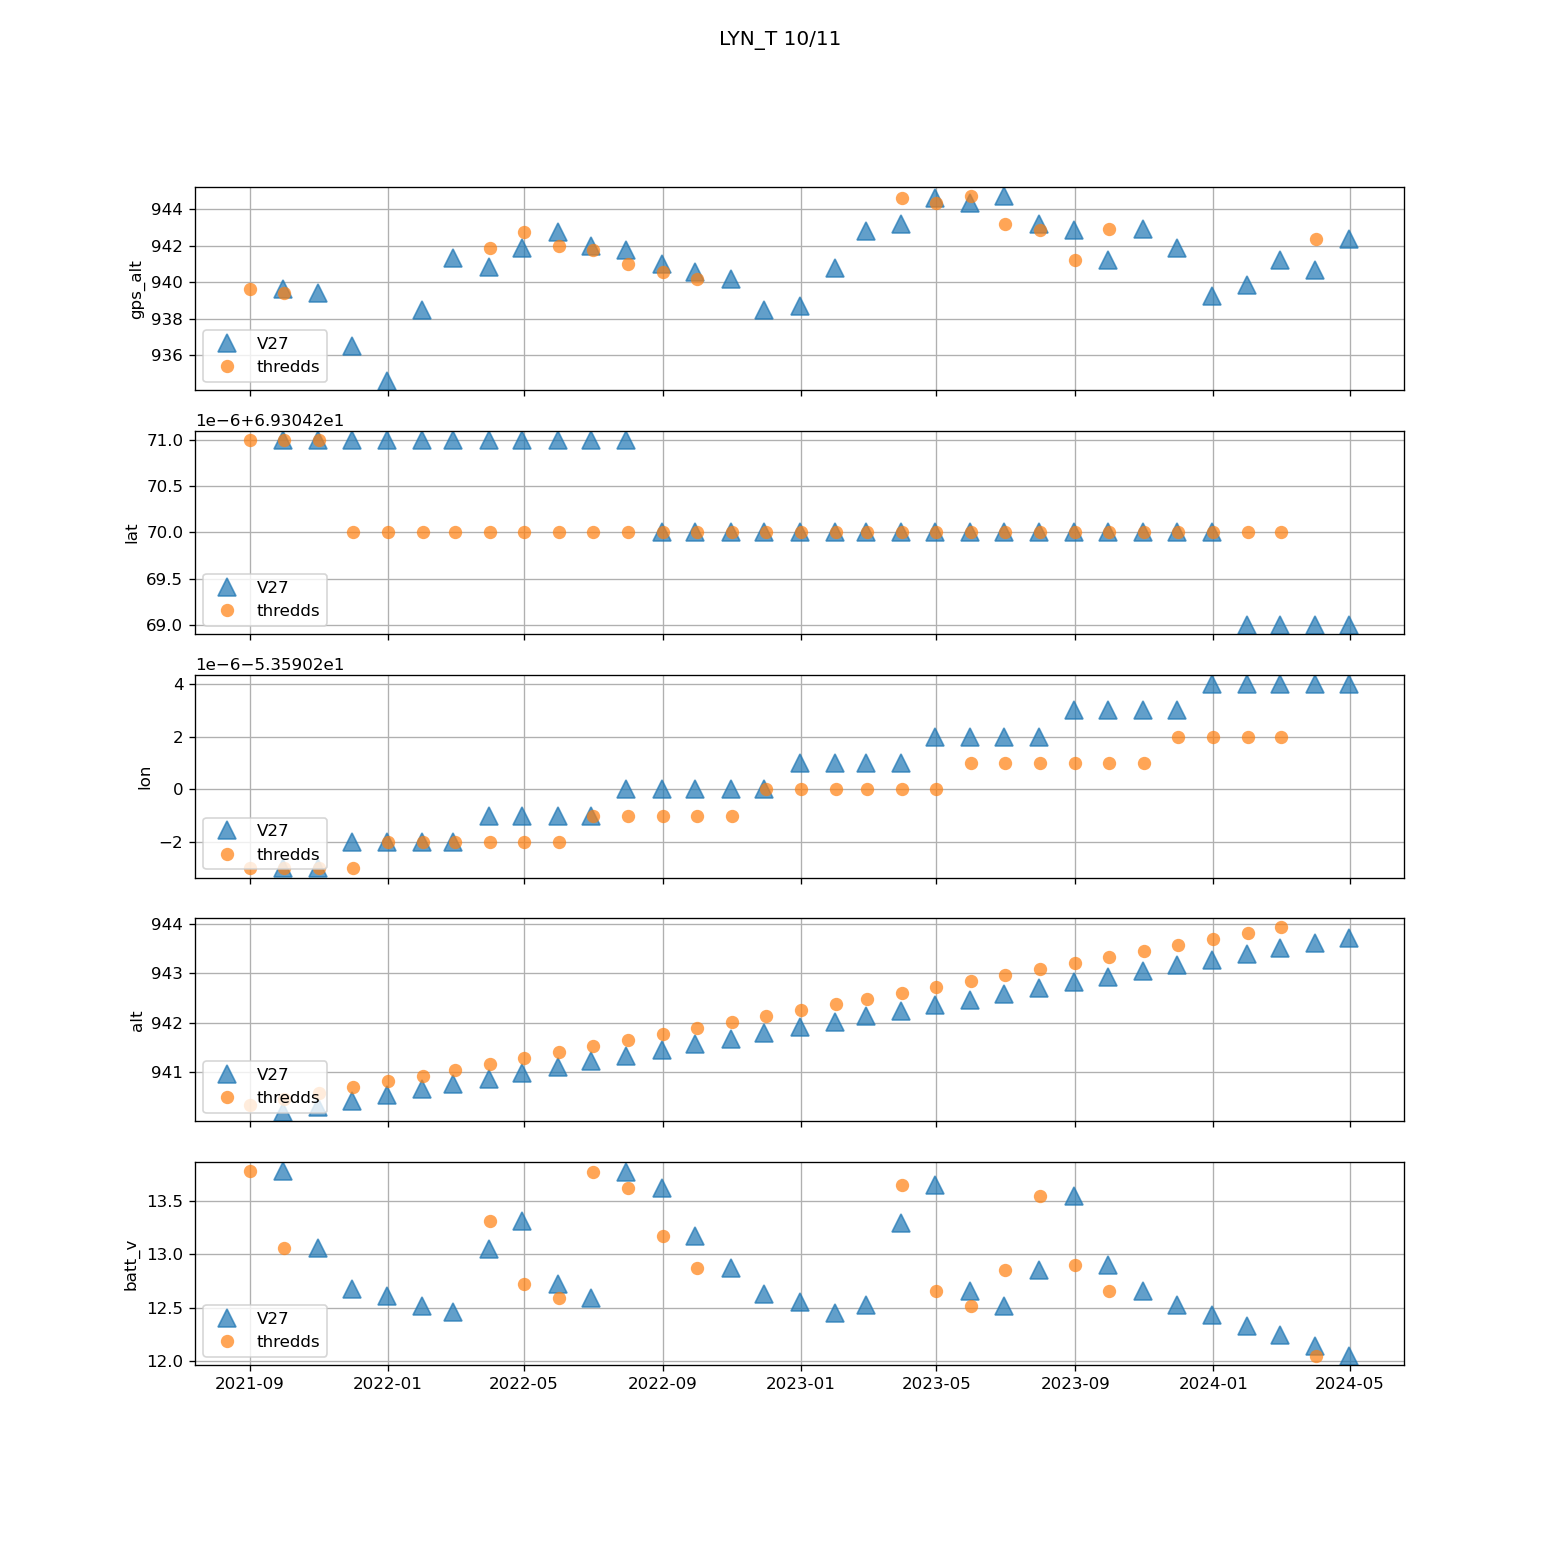 LYN_T 10/11
944
942
940
938
936
gps_alt
V27
thredds
1e−6+6.93042e1
71.0
70.5
70.0
69.5
69.0
lat
V27
thredds
1e−6−5.35902e1
4
2
0
−2
lon
V27
thredds
944
943
942
941
alt
V27
thredds
13.5
13.0
12.5
12.0
batt_v
V27
thredds
2021-09 2022-01 2022-05 2022-09 2023-01 2023-05 2023-09 2024-01 2024-05